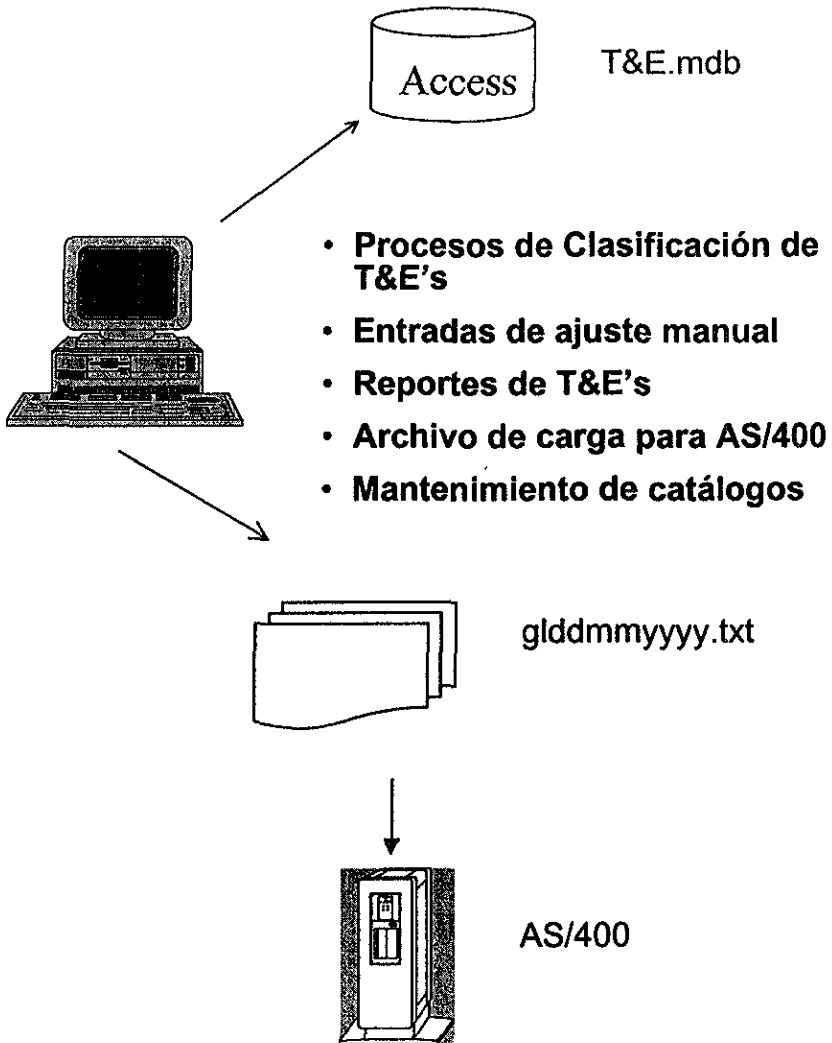 Access
T&E.mdb
• Procesos de Clasificación de
T&E's
• Entradas de ajuste manual
• Reportes de T&E's
• Archivo de carga para AS/400
• Mantenimiento de catálogos
glddmmyyyy.txt
AS/400